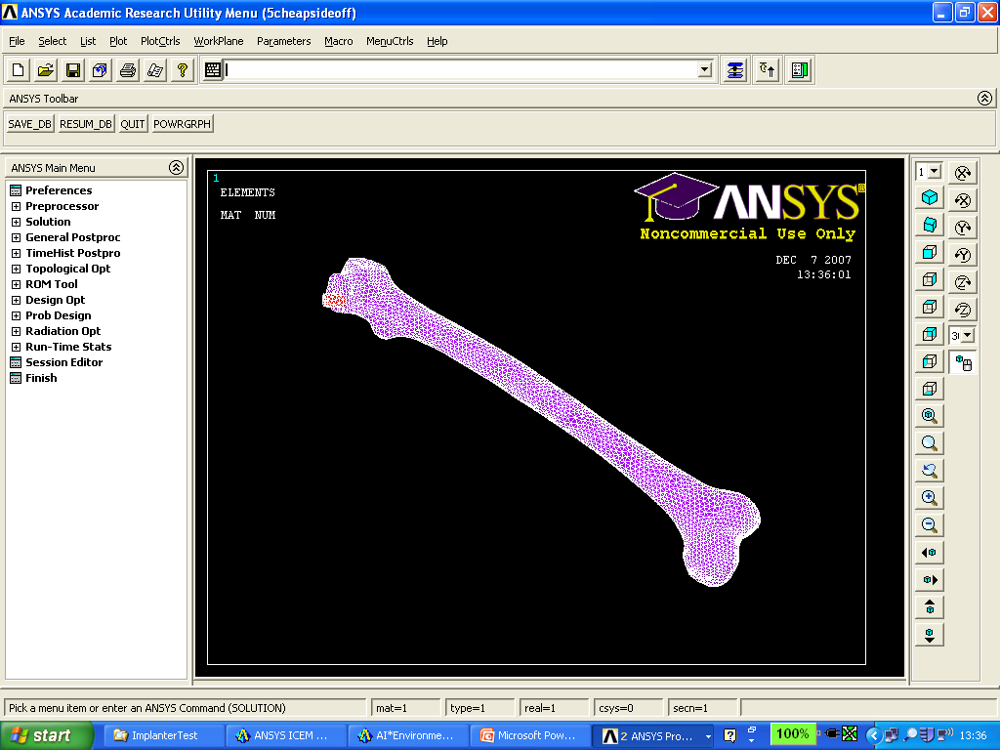 ANSYS Academic Research Utility Menu (5cheapsideoff)
File Select List Plot PlotCtrls WorkPlane Parameters Macro MenuCtrls Help
ANSYS Toolbar
SAVE_DB RESUM_DB QUIT POWRGRPH
ANSYS Main Menu
Preferences
Preprocessor
Solution
General Postproc
TimeHist Postpro
Topological Opt
ROM Tool
Design Opt
Prob Design
Radiation Opt
Run-Time Stats
Session Editor
Finish
1
ELEMENTS
MAT NUM
ANSYS®
Noncommercial Use Only
DEC 7 2007
13:36:01
1
Pick a menu item or enter an ANSYS Command (SOLUTION) mat=1 type=1 real=1 csys=0 secn=1
start ImplanterTest ANSYS ICEM ... AI*Environme... Microsoft Pow... 2 ANSYS Pro... 100% 13:36